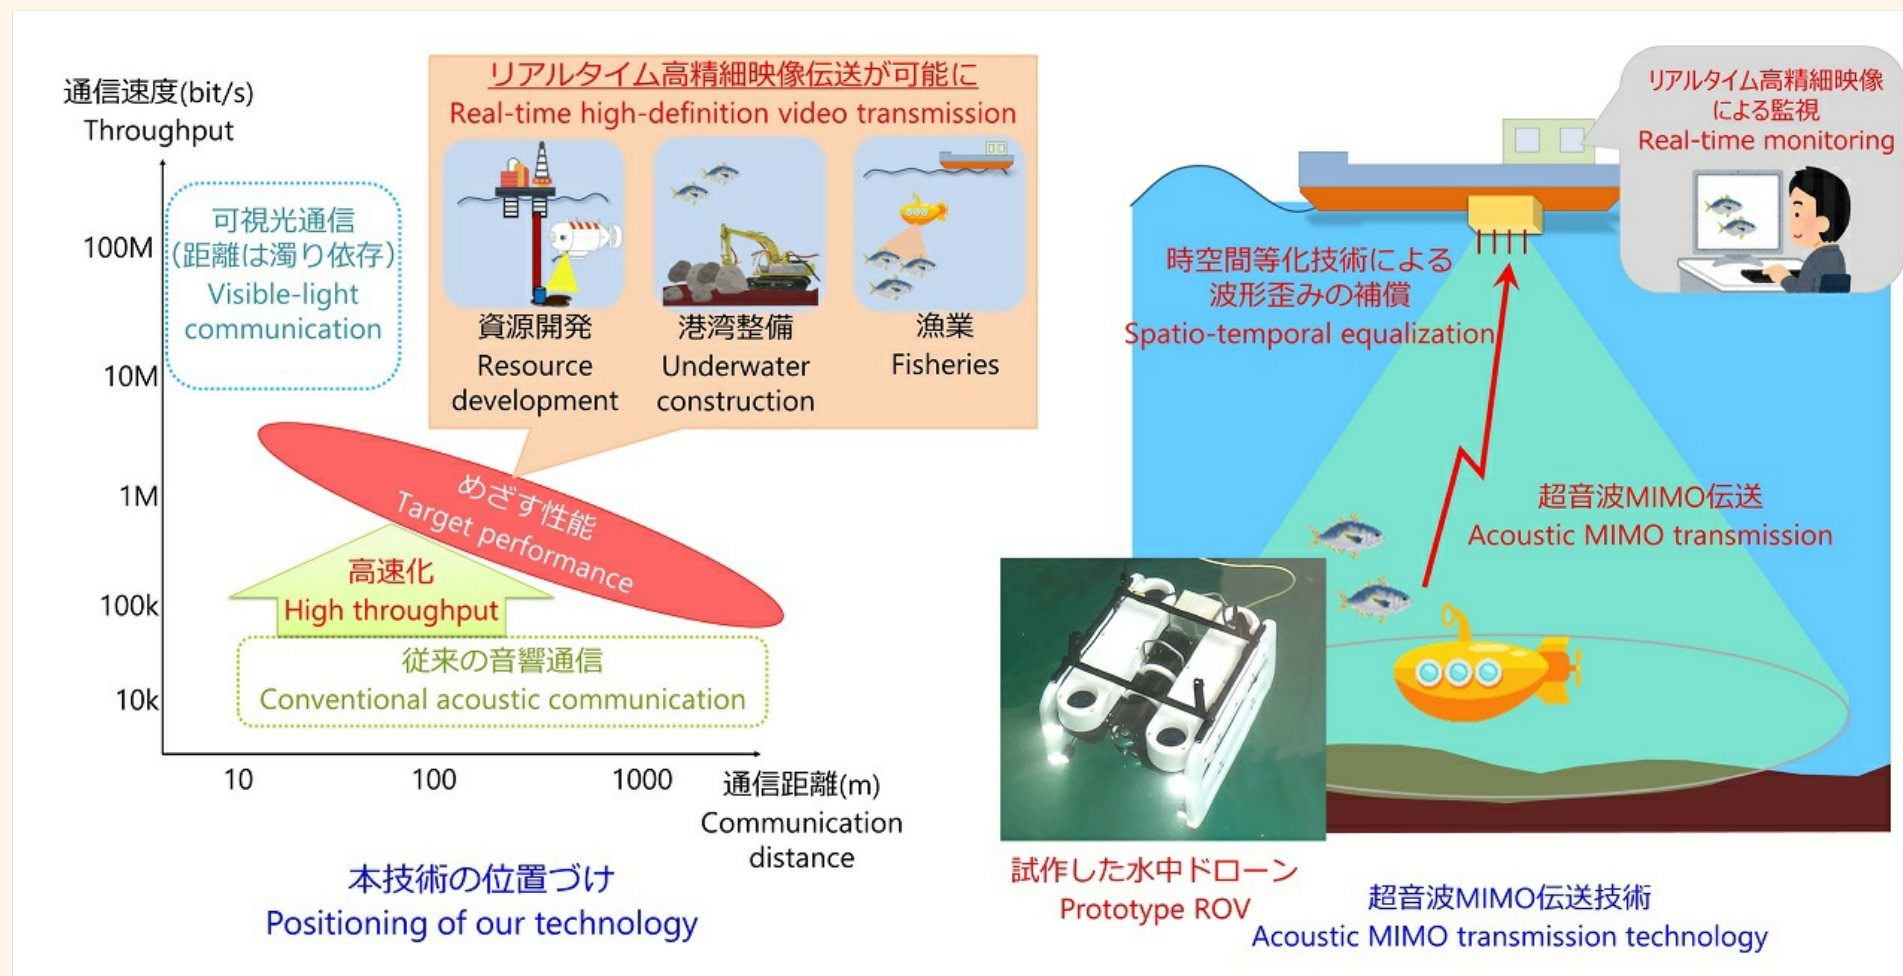 通信速度(bit/s)
Throughput
100M
10M
1M
100k
10k
10
100
1000
通信距離(m)
Communication
distance
可視光通信
(距離は濁り依存)
Visible-light
communication
リアルタイム高精細映像伝送が可能に
Real-time high-definition video transmission
資源開発
Resource
development
港湾整備
Underwater
construction
漁業
Fisheries
めざす性能
Target performance
高速化
High throughput
従来の音響通信
Conventional acoustic communication
本技術の位置づけ
Positioning of our technology
リアルタイム高精細映像
による監視
Real-time monitoring
時空間等化技術による
波形歪みの補償
Spatio-temporal equalization
超音波MIMO伝送
Acoustic MIMO transmission
試作した水中ドローン
Prototype ROV
超音波MIMO伝送技術
Acoustic MIMO transmission technology